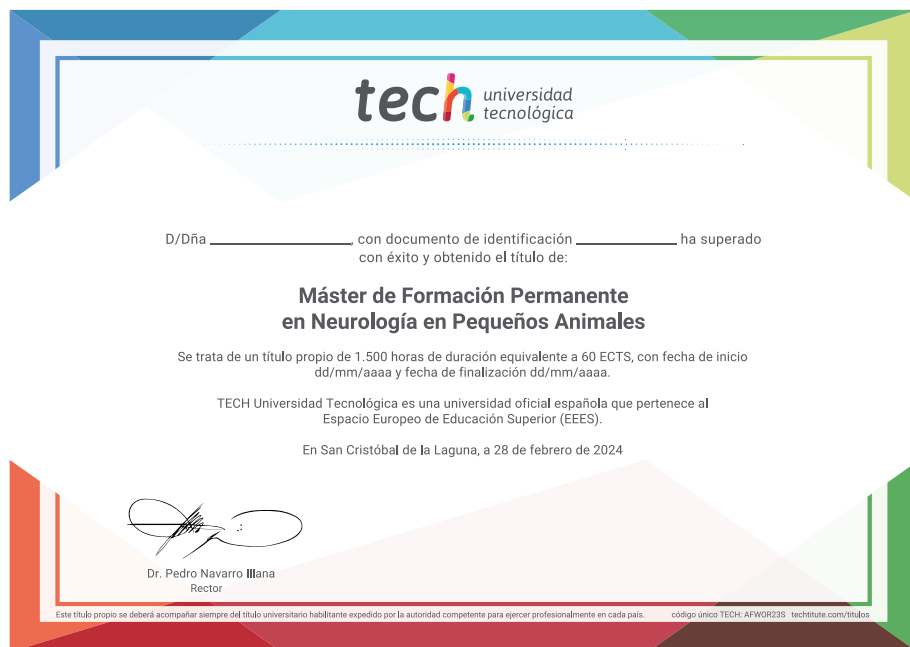 tech universidad
tecnológica
D/Dña ______________, con documento de identificación __________ ha superado
con éxito y obtenido el título de:
Máster de Formación Permanente
en Neurología en Pequeños Animales
Se trata de un título propio de 1.500 horas de duración equivalente a 60 ECTS, con fecha de inicio
dd/mm/aaaa y fecha de finalización dd/mm/aaaa.
TECH Universidad Tecnológica es una universidad oficial española que pertenece al
Espacio Europeo de Educación Superior (EEES).
En San Cristóbal de la Laguna, a 28 de febrero de 2024
Dr. Pedro Navarro Illana
Rector
Este título propio se deberá acompañar siempre del título universitario habilitante expedido por la autoridad competente para ejercer profesionalmente en cada país. código único TECH: AFWOR23S techtitute.com/titulos